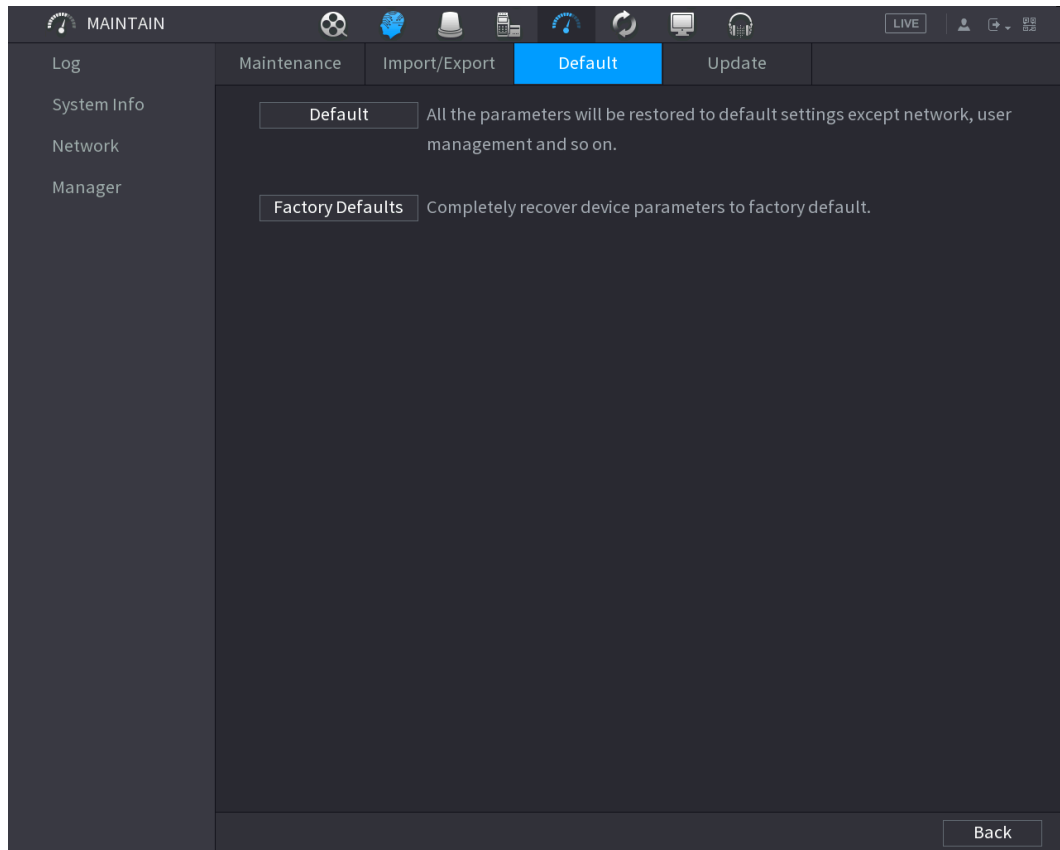 MAINTAIN
LIVE
Log
System Info
Network
Manager
Maintenance
Import/Export
Default
Update
Default
All the parameters will be restored to default settings except network, user
management and so on.
Factory Defaults
Completely recover device parameters to factory default.
Back